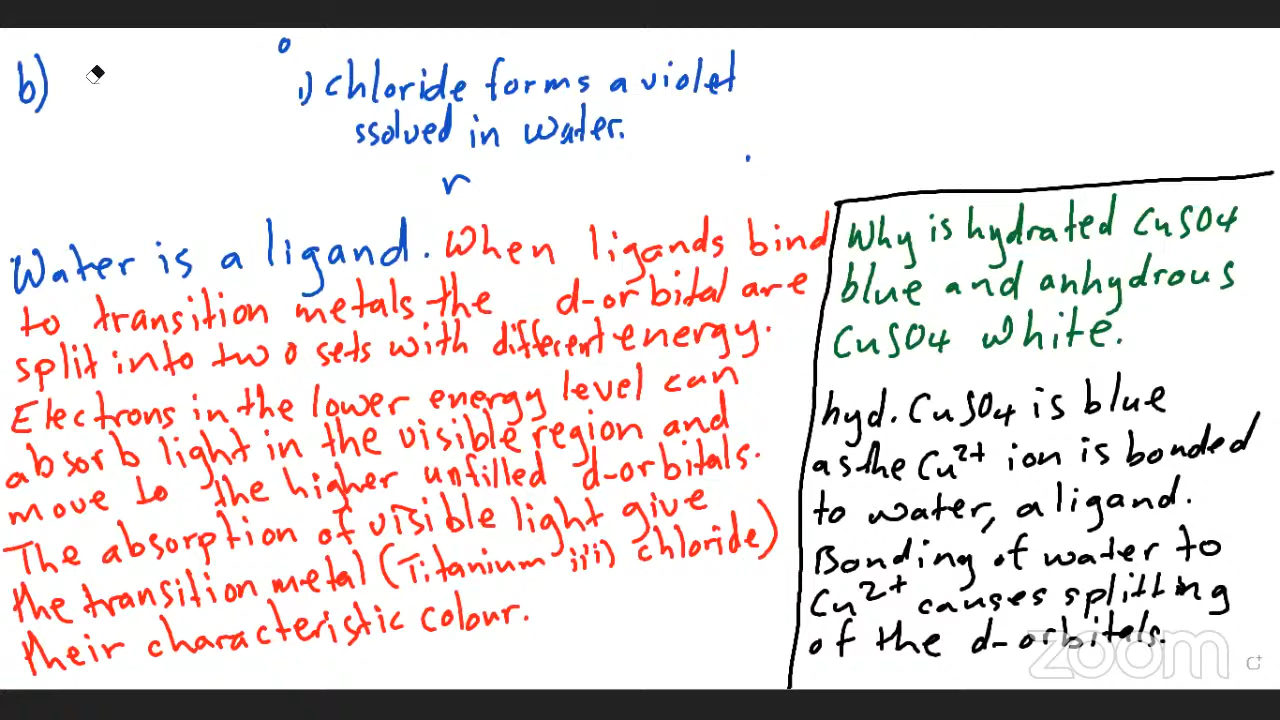 b)
i) chloride forms a violet
ssolved in water.
r
Water is a ligand. When ligands bind
to transition metals the d-orbital are
split into two sets with different energy.
Electrons in the lower energy level can
absorb light in the visible region and
move to the higher unfilled d-orbitals.
The absorption of visible light give
the transition metal (Titanium iii) chloride)
their characteristic colour.
Why is hydrated CuSO4
blue and anhydrous
CuSO4 white.
hyd. CuSO4 is blue
as the Cu2+ ion is bonded
to water, a ligand.
Bonding of water to
Cu2+ causes splitting
of the d-orbitals.
zoom